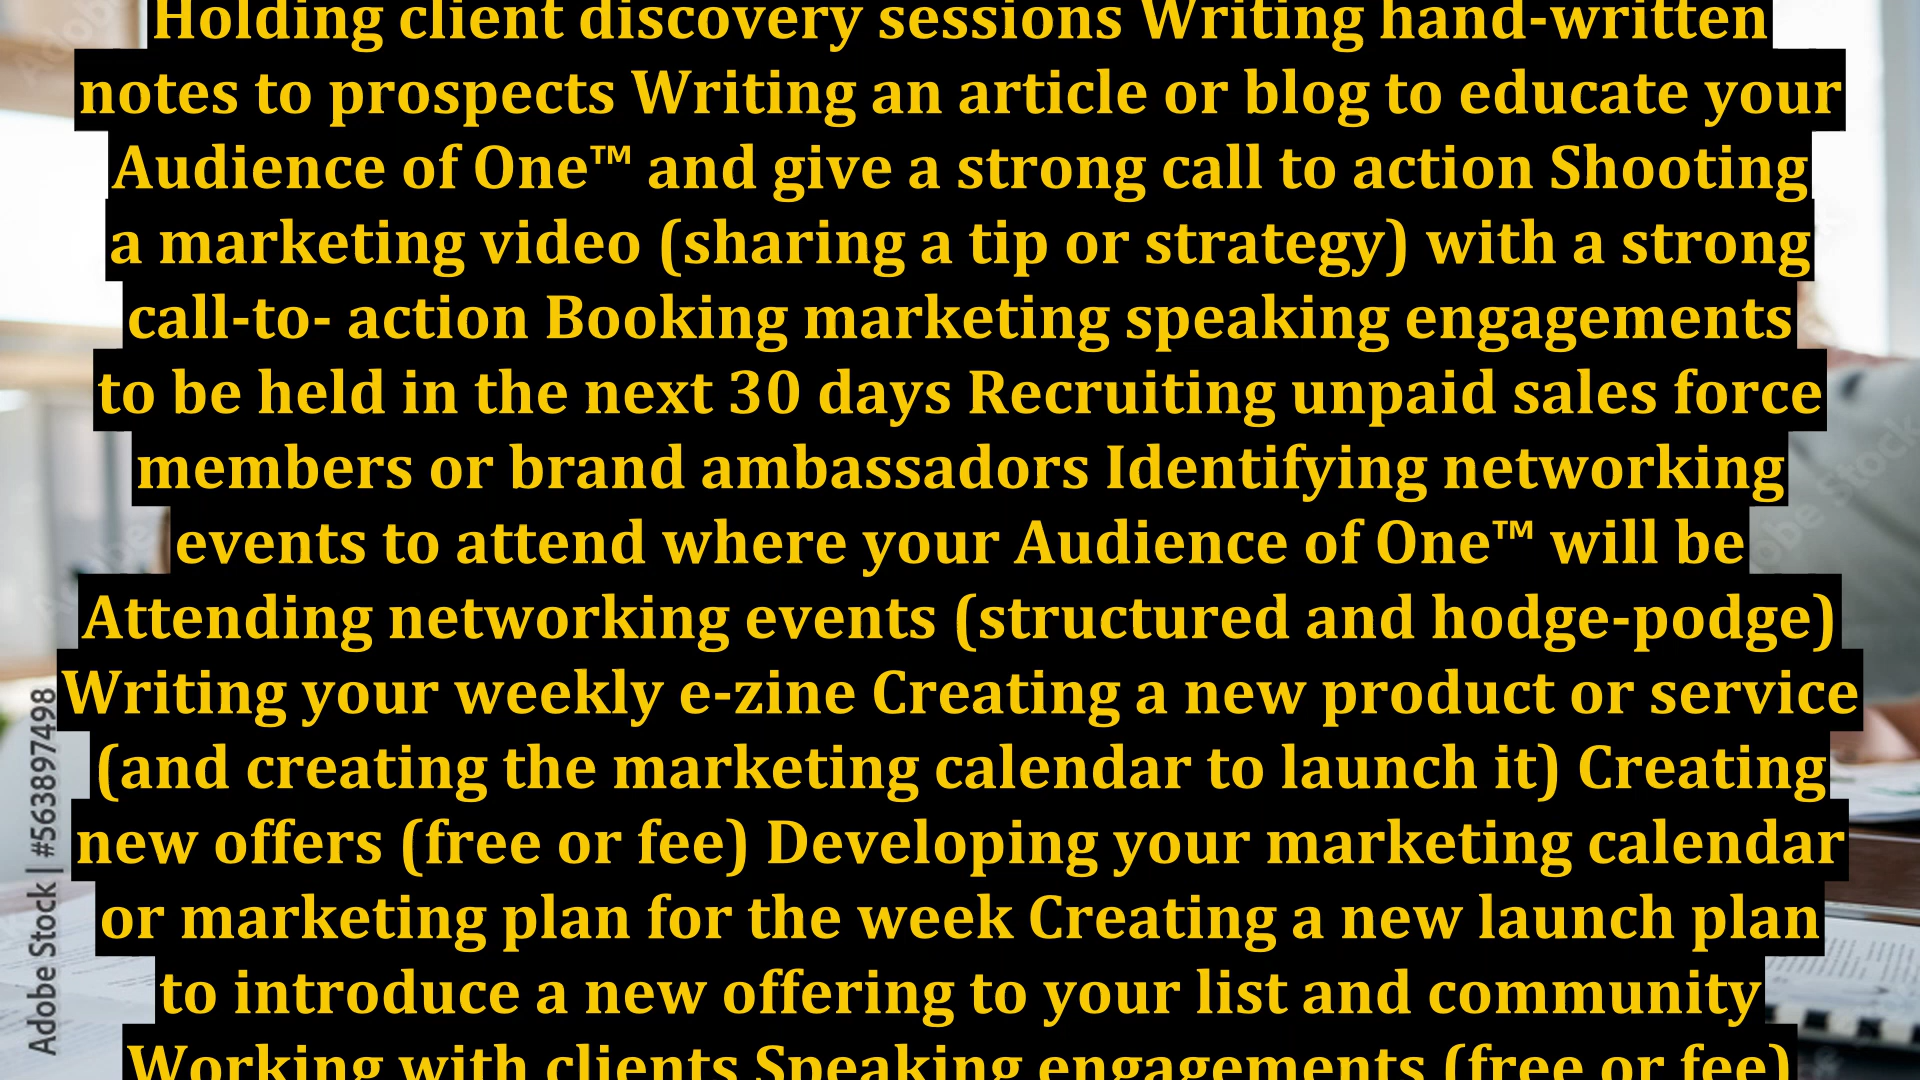 Holding client discovery sessions Writing hand-written
notes to prospects Writing an article or blog to educate your
Audience of One™ and give a strong call to action Shooting
a marketing video (sharing a tip or strategy) with a strong
call-to- action Booking marketing speaking engagements
to be held in the next 30 days Recruiting unpaid sales force
members or brand ambassadors Identifying networking
events to attend where your Audience of One™ will be
Attending networking events (structured and hodge-podge)
Writing your weekly e-zine Creating a new product or service
(and creating the marketing calendar to launch it) Creating
new offers (free or fee) Developing your marketing calendar
or marketing plan for the week Creating a new launch plan
to introduce a new offering to your list and community
Working with clients Speaking engagements (free or fee)
Adobe Stock | #563897498